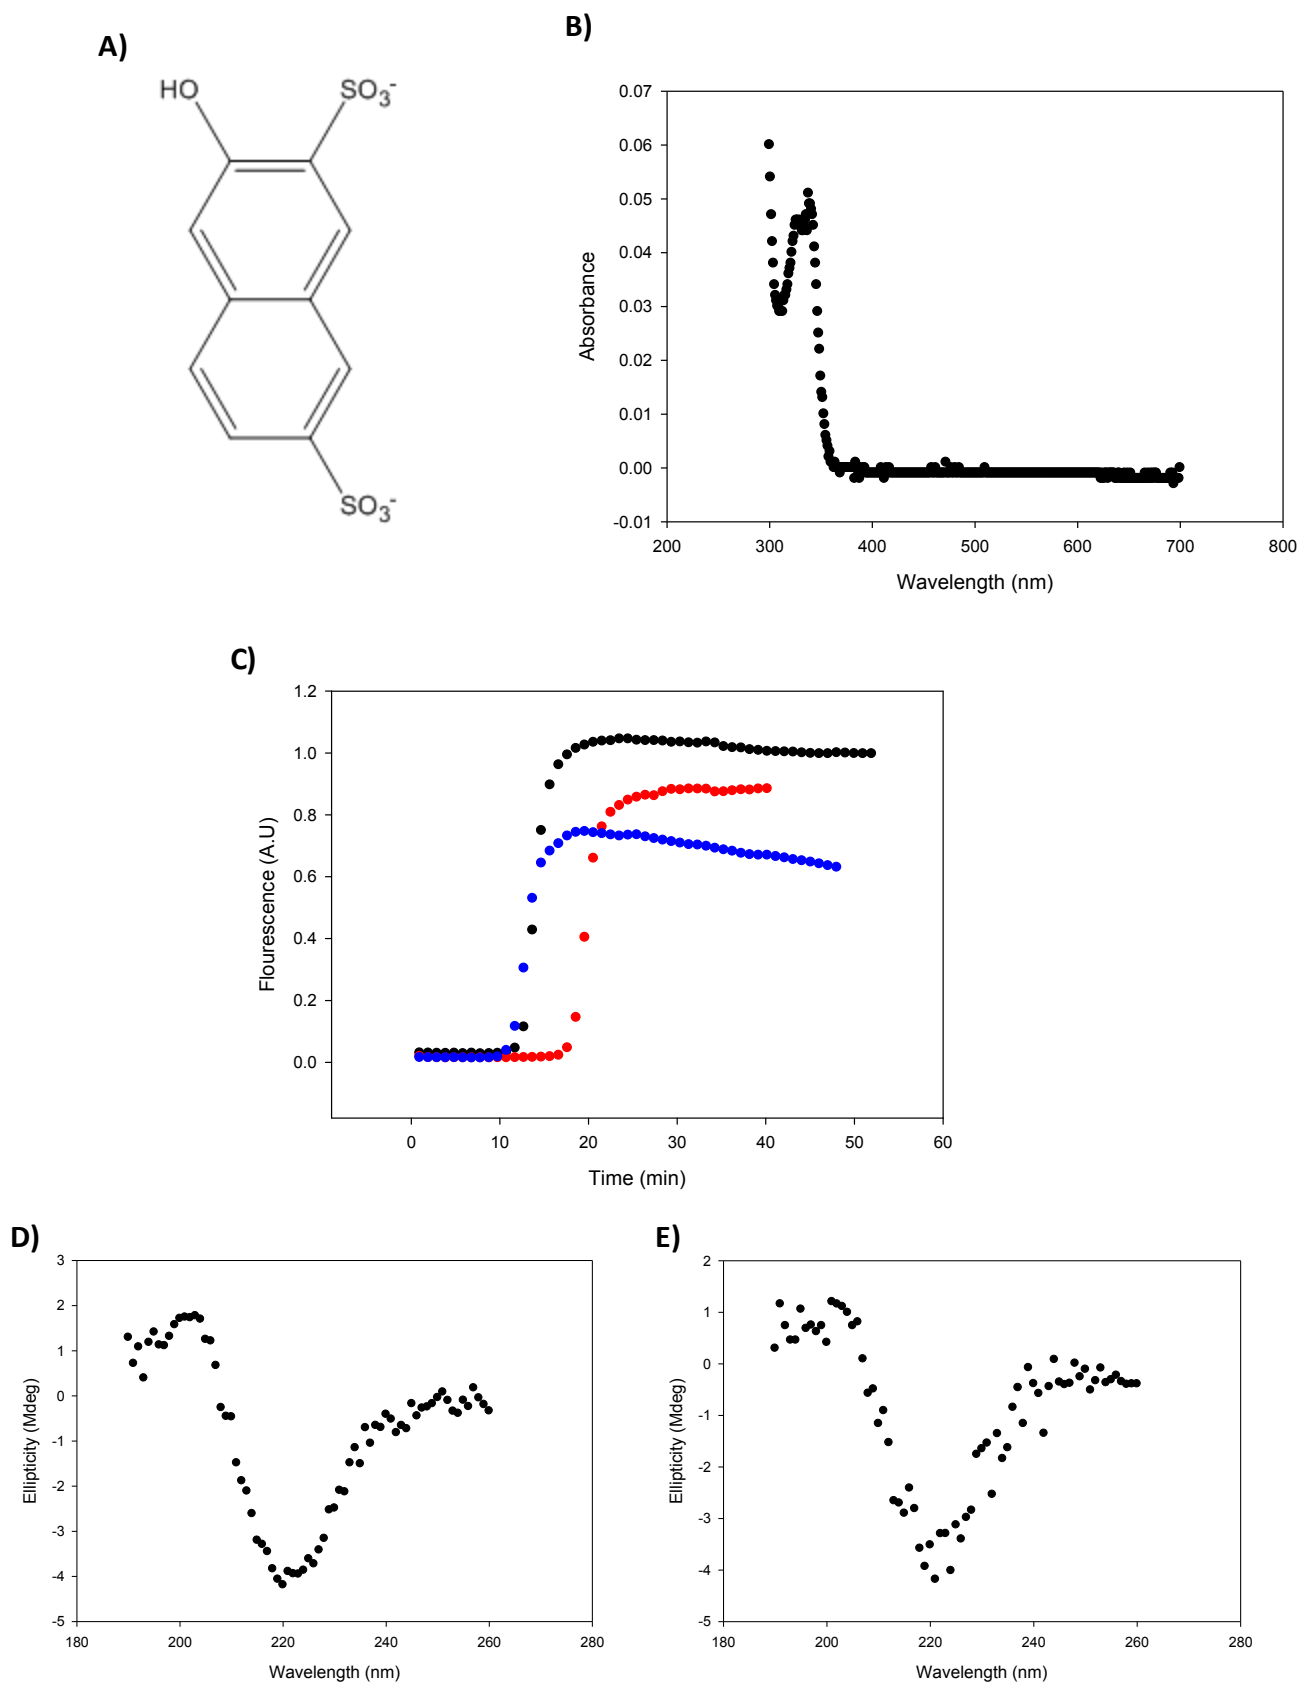 A)
HO
SO3-
SO3-
B)
0.07
0.06
0.05
0.04
0.03
0.02
0.01
0.00
-0.01
Absorbance
200 300 400 500 600 700 800
Wavelength (nm)
C)
1.2
1.0
0.8
0.6
0.4
0.2
0.0
Flourescence (A.U)
0 10 20 30 40 50 60
Time (min)
D)
3
2
1
0
-1
-2
-3
-4
-5
Ellipticity (Mdeg)
180 200 220 240 260 280
Wavelength (nm)
E)
2
1
0
-1
-2
-3
-4
-5
Ellipticity (Mdeg)
180 200 220 240 260 280
Wavelength (nm)